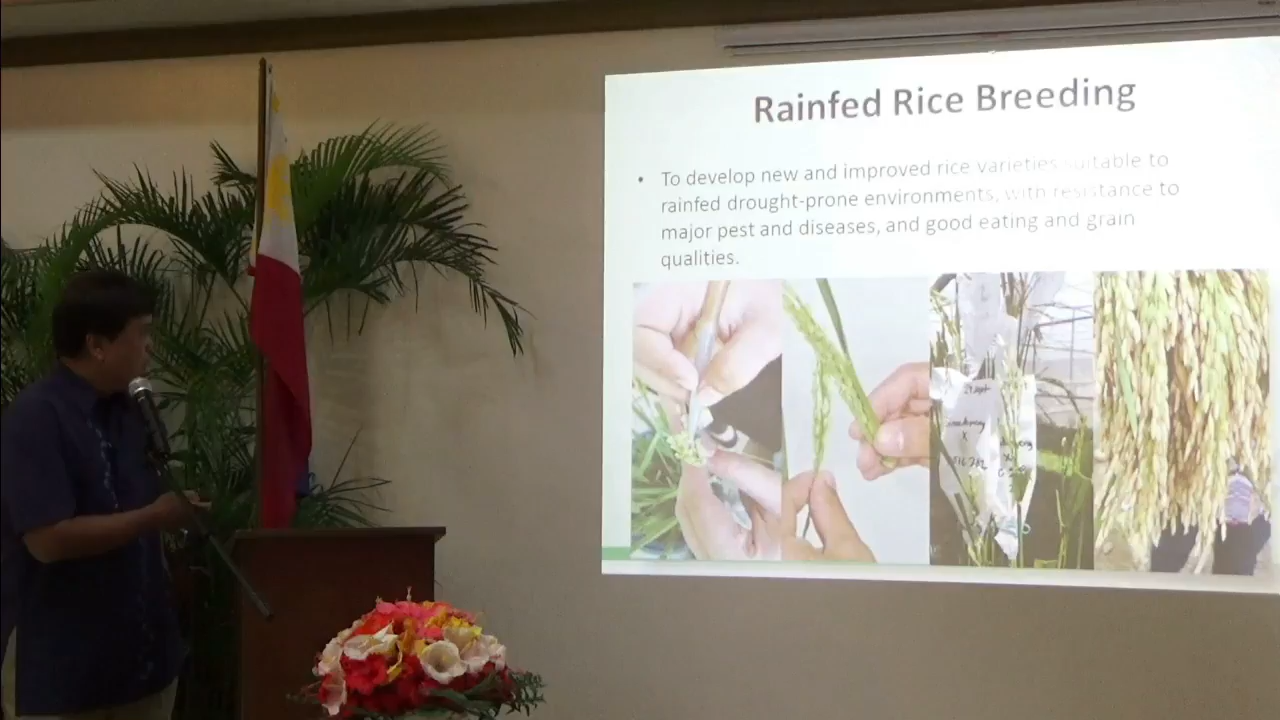 Rainfed Rice Breeding
• To develop new and improved rice varieties suitable to
rainfed drought-prone environments, with resistance to
major pest and diseases, and good eating and grain
qualities.
X